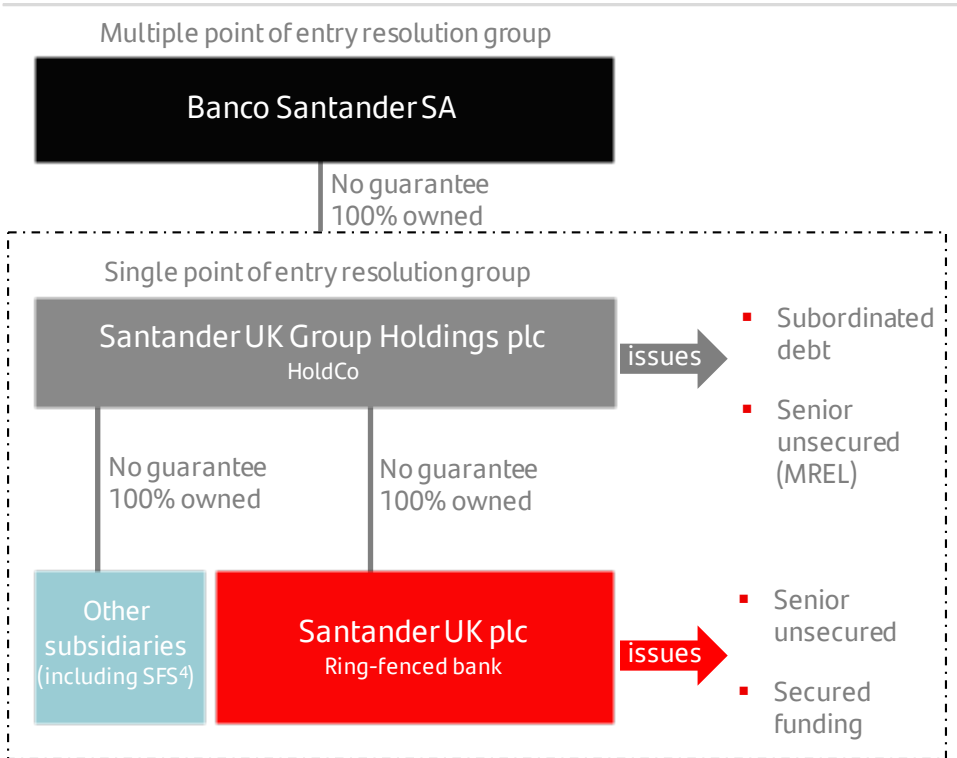 Multiple point of entry resolution group
Banco Santander SA
No guarantee
100% owned
Single point of entry resolution group
Santander UK Group Holdings plc
HoldCo
issues
▪ Subordinated
debt
▪ Senior
unsecured
(MREL)
No guarantee
100% owned
No guarantee
100% owned
Other
subsidiaries
(including SFS⁴)
Santander UK plc
Ring-fenced bank
issues
▪ Senior
unsecured
▪ Secured
funding